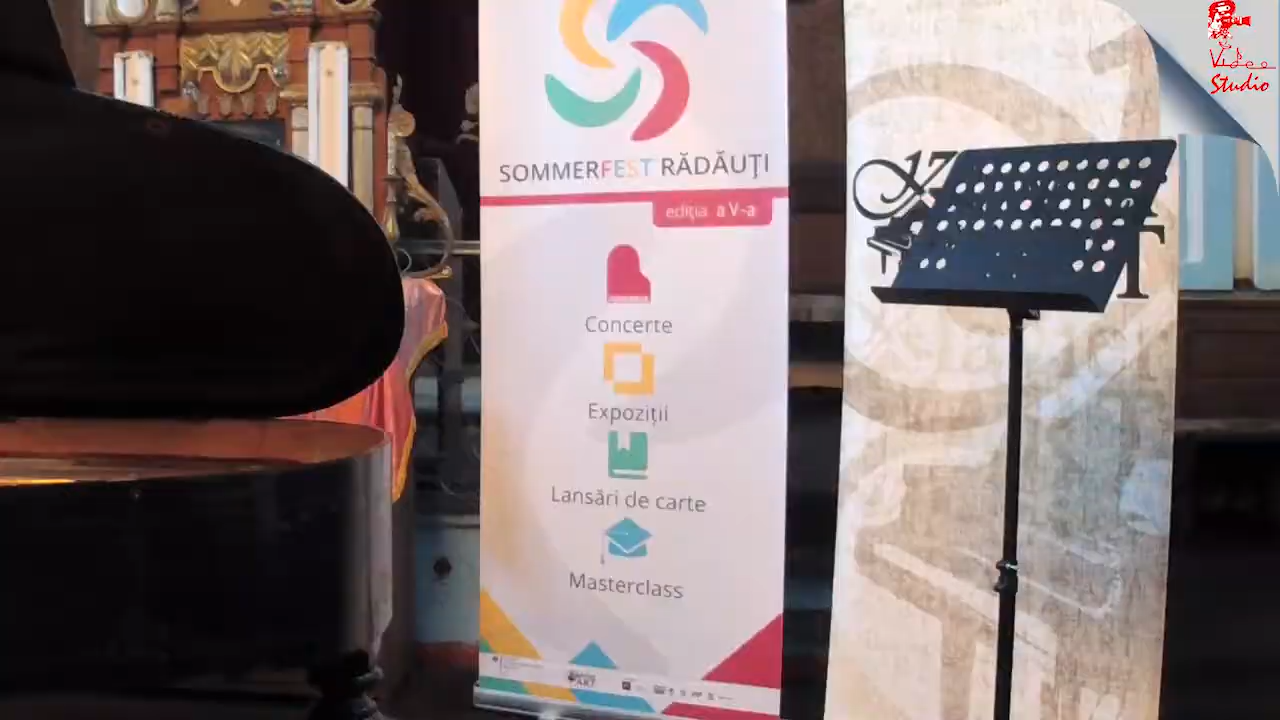 Video
Studio
SOMMERFEST RĂDĂUŢI
ediţia a V-a
Concerte
Expoziţii
Lansări de carte
Masterclass